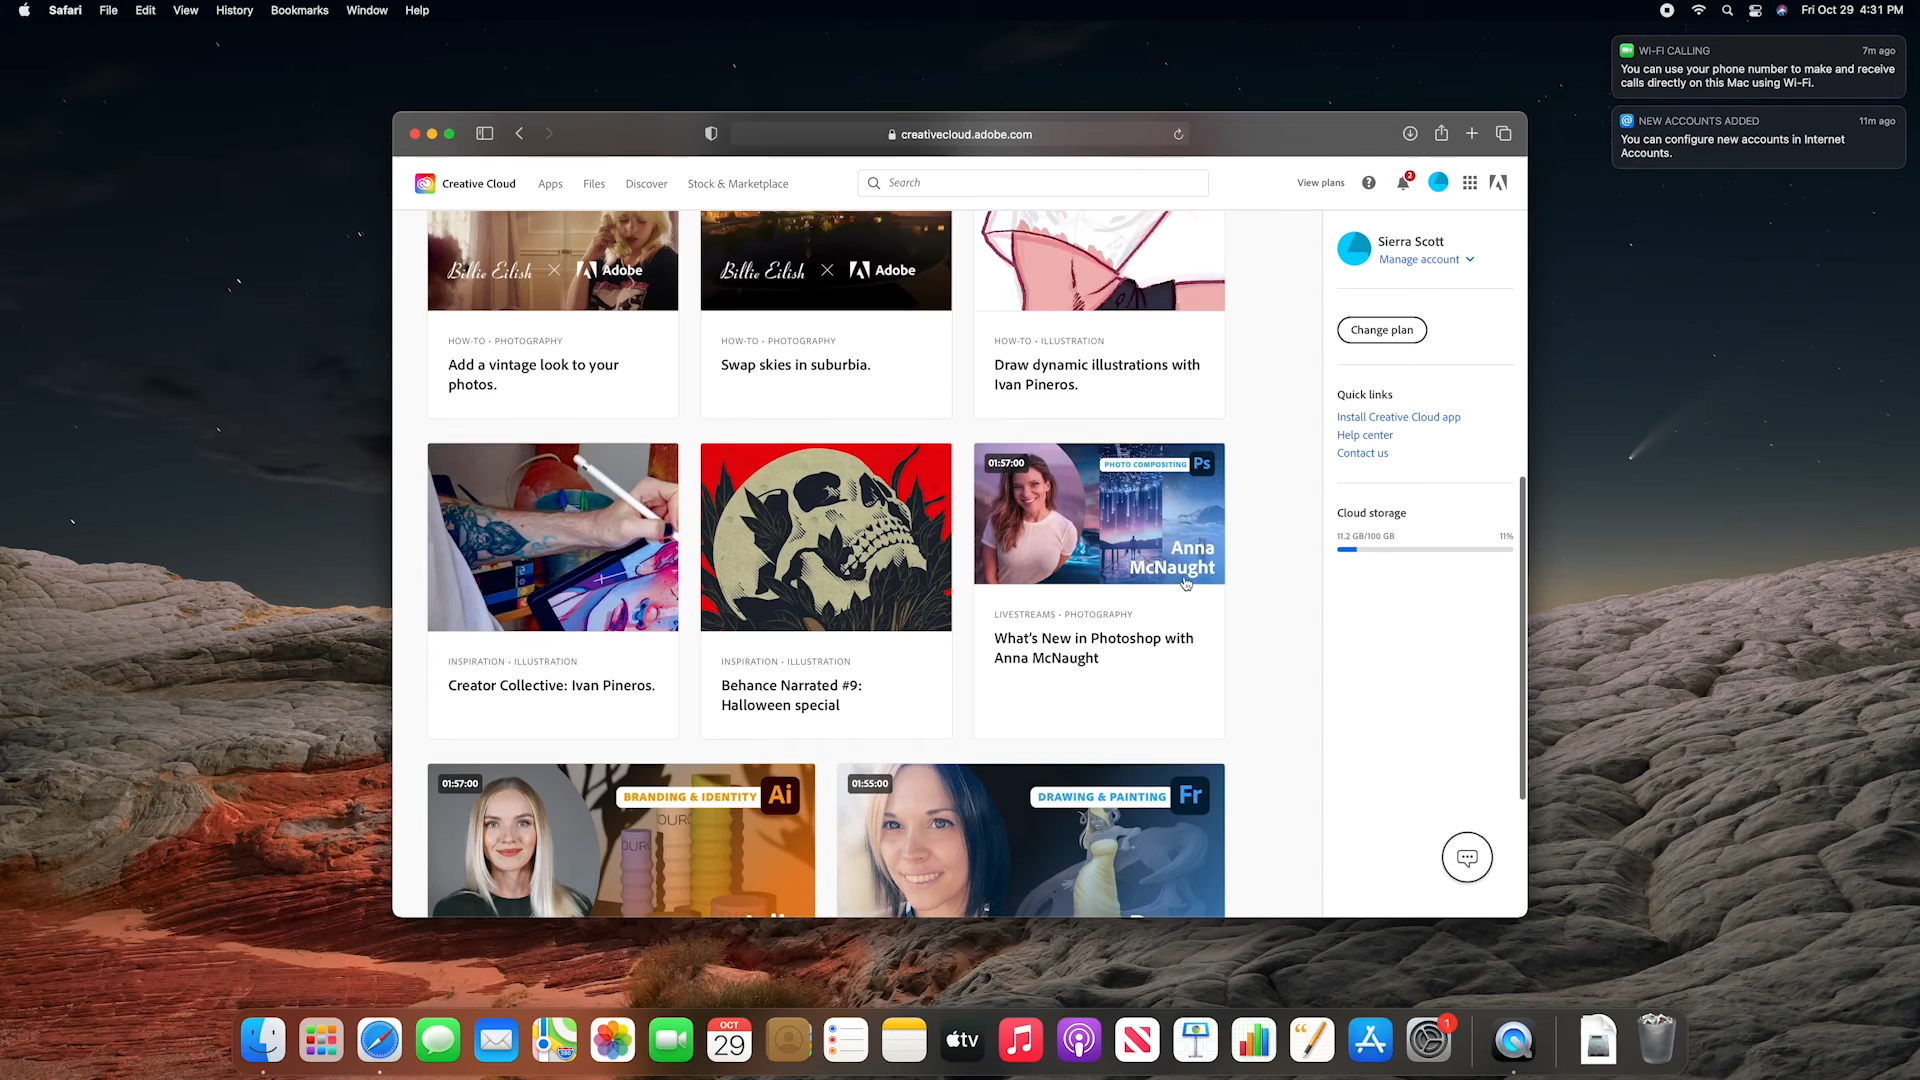 Safari File Edit View History Bookmarks Window Help
Fri Oct 29 4:31 PM
WI-FI CALLING 7m ago
You can use your phone number to make and receive
calls directly on this Mac using Wi-Fi.
NEW ACCOUNTS ADDED 11m ago
You can configure new accounts in Internet
Accounts.
creativecloud.adobe.com
Creative Cloud Apps Files Discover Stock & Marketplace
Search
View plans
2
Billie Eilish × Adobe
HOW-TO • PHOTOGRAPHY
Add a vintage look to your
photos.
Billie Eilish × Adobe
HOW-TO • PHOTOGRAPHY
Swap skies in suburbia.
HOW-TO • ILLUSTRATION
Draw dynamic illustrations with
Ivan Pineros.
INSPIRATION • ILLUSTRATION
Creator Collective: Ivan Pineros.
INSPIRATION • ILLUSTRATION
Behance Narrated #9:
Halloween special
01:57:00
PHOTO COMPOSITING Ps
Anna
McNaught
LIVESTREAMS • PHOTOGRAPHY
What's New in Photoshop with
Anna McNaught
01:57:00
BRANDING & IDENTITY Ai
OURO
OURO
01:55:00
DRAWING & PAINTING Fr
Sierra Scott
Manage account
Change plan
Quick links
Install Creative Cloud app
Help center
Contact us
Cloud storage
11.2 GB/100 GB 11%
OCT
29
tv
1